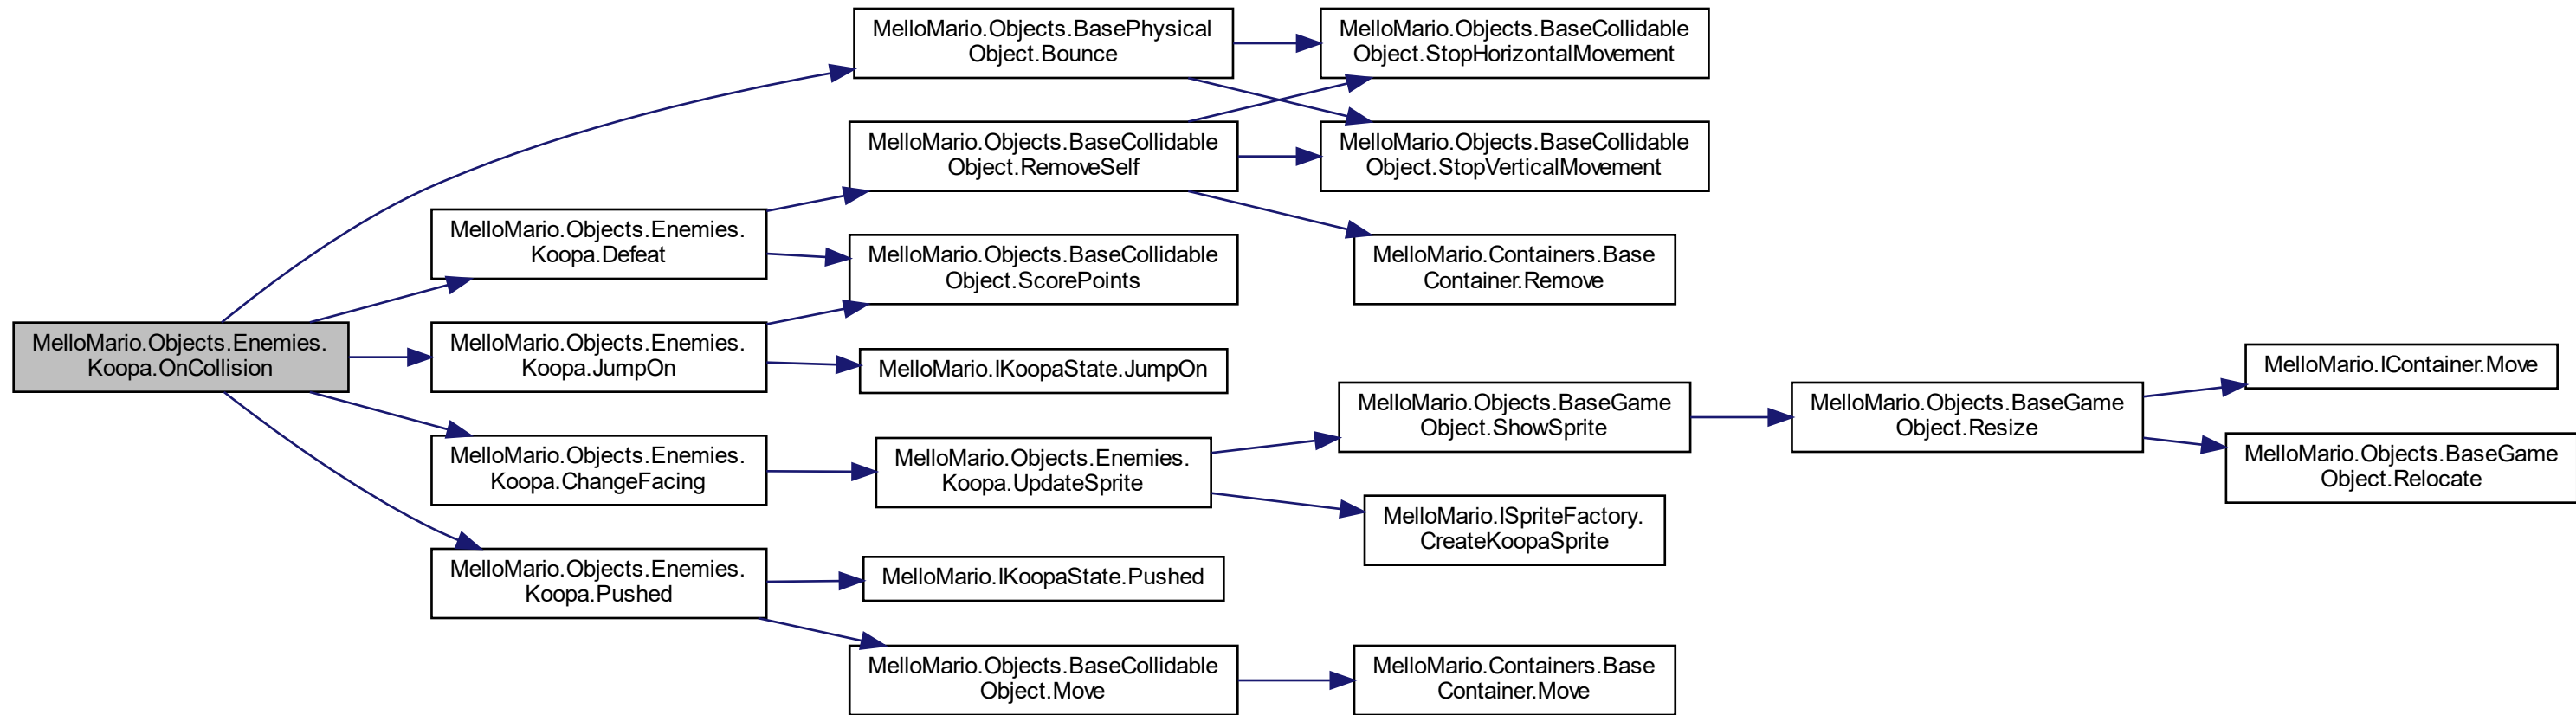 MelloMario.Objects.Enemies.
Koopa.OnCollision
MelloMario.Objects.BasePhysical
Object.Bounce
MelloMario.Objects.BaseCollidable
Object.StopHorizontalMovement
MelloMario.Objects.BaseCollidable
Object.StopVerticalMovement
MelloMario.Objects.Enemies.
Koopa.Defeat
MelloMario.Objects.BaseCollidable
Object.RemoveSelf
MelloMario.Containers.Base
Container.Remove
MelloMario.Objects.BaseCollidable
Object.ScorePoints
MelloMario.Objects.Enemies.
Koopa.JumpOn
MelloMario.IKoopaState.JumpOn
MelloMario.Objects.Enemies.
Koopa.ChangeFacing
MelloMario.Objects.Enemies.
Koopa.UpdateSprite
MelloMario.Objects.BaseGame
Object.ShowSprite
MelloMario.Objects.BaseGame
Object.Resize
MelloMario.IContainer.Move
MelloMario.Objects.BaseGame
Object.Relocate
MelloMario.ISpriteFactory.
CreateKoopaSprite
MelloMario.Objects.Enemies.
Koopa.Pushed
MelloMario.IKoopaState.Pushed
MelloMario.Objects.BaseCollidable
Object.Move
MelloMario.Containers.Base
Container.Move